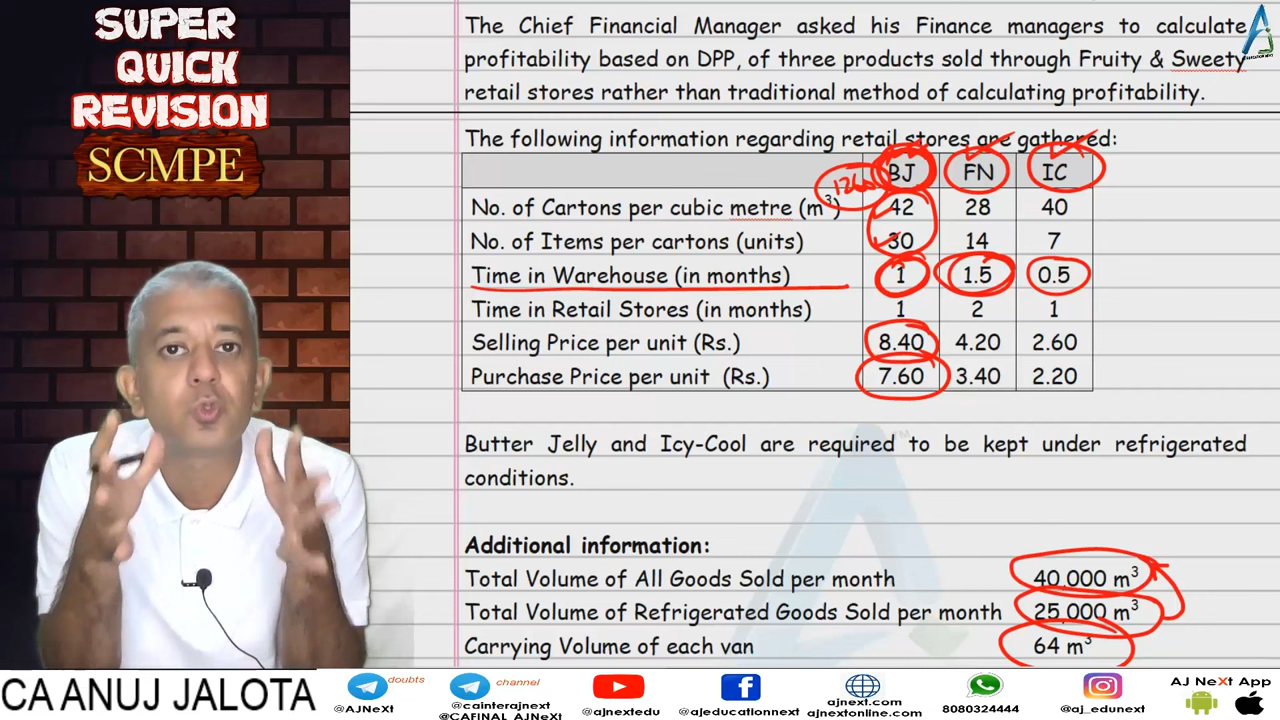 SUPER
QUICK
REVISION
SCMPE
The Chief Financial Manager asked his Finance managers to calculate
profitability based on DPP, of three products sold through Fruity & Sweety
retail stores rather than traditional method of calculating profitability.
The following information regarding retail stores are gathered:
BJ FN IC
No. of Cartons per cubic metre (m³) 42 28 40
No. of Items per cartons (units) 30 14 7
Time in Warehouse (in months) 1 1.5 0.5
Time in Retail Stores (in months) 1 2 1
Selling Price per unit (Rs.) 8.40 4.20 2.60
Purchase Price per unit (Rs.) 7.60 3.40 2.20
Butter Jelly and Icy-Cool are required to be kept under refrigerated
conditions.
Additional information:
Total Volume of All Goods Sold per month 40,000 m³
Total Volume of Refrigerated Goods Sold per month 25,000 m³
Carrying Volume of each van 64 m³
CA ANUJ JALOTA
doubts
@AJNeXt
channel
@cainterajnext
@CAFINAL_AJNeXt
@ajnextedu
@ajeducationnext
ajnext.com
ajnextonline.com
8080324444
@aj_edunext
AJ NeXt App